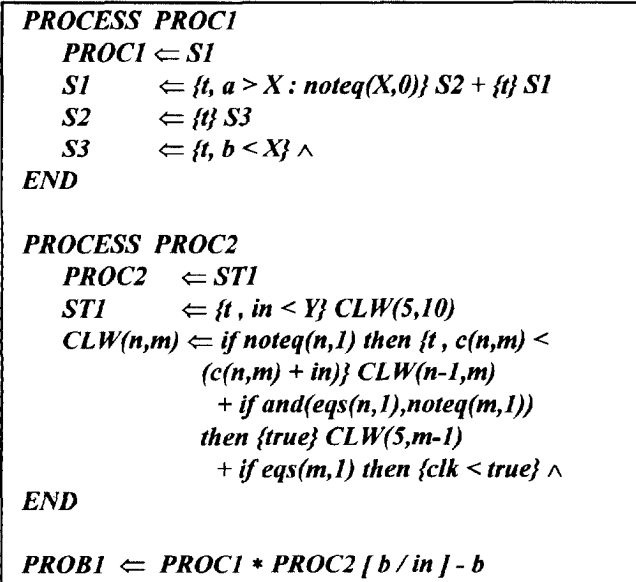 PROCESS PROC1
PROC1 ⇐ S1
S1 ⇐ {t, a > X : noteq(X,0)} S2 + {t} S1
S2 ⇐ {t} S3
S3 ⇐ {t, b < X} ∧
END
PROCESS PROC2
PROC2 ⇐ ST1
ST1 ⇐ {t , in < Y} CLW(5,10)
CLW(n,m) ⇐ if noteq(n,1) then {t , c(n,m) <
(c(n,m) + in)} CLW(n-1,m)
+ if and(eqs(n,1),noteq(m,1))
then {true} CLW(5,m-1)
+ if eqs(m,1) then {clk < true} ∧
END
PROB1 ⇐ PROC1 * PROC2 [ b / in ] - b